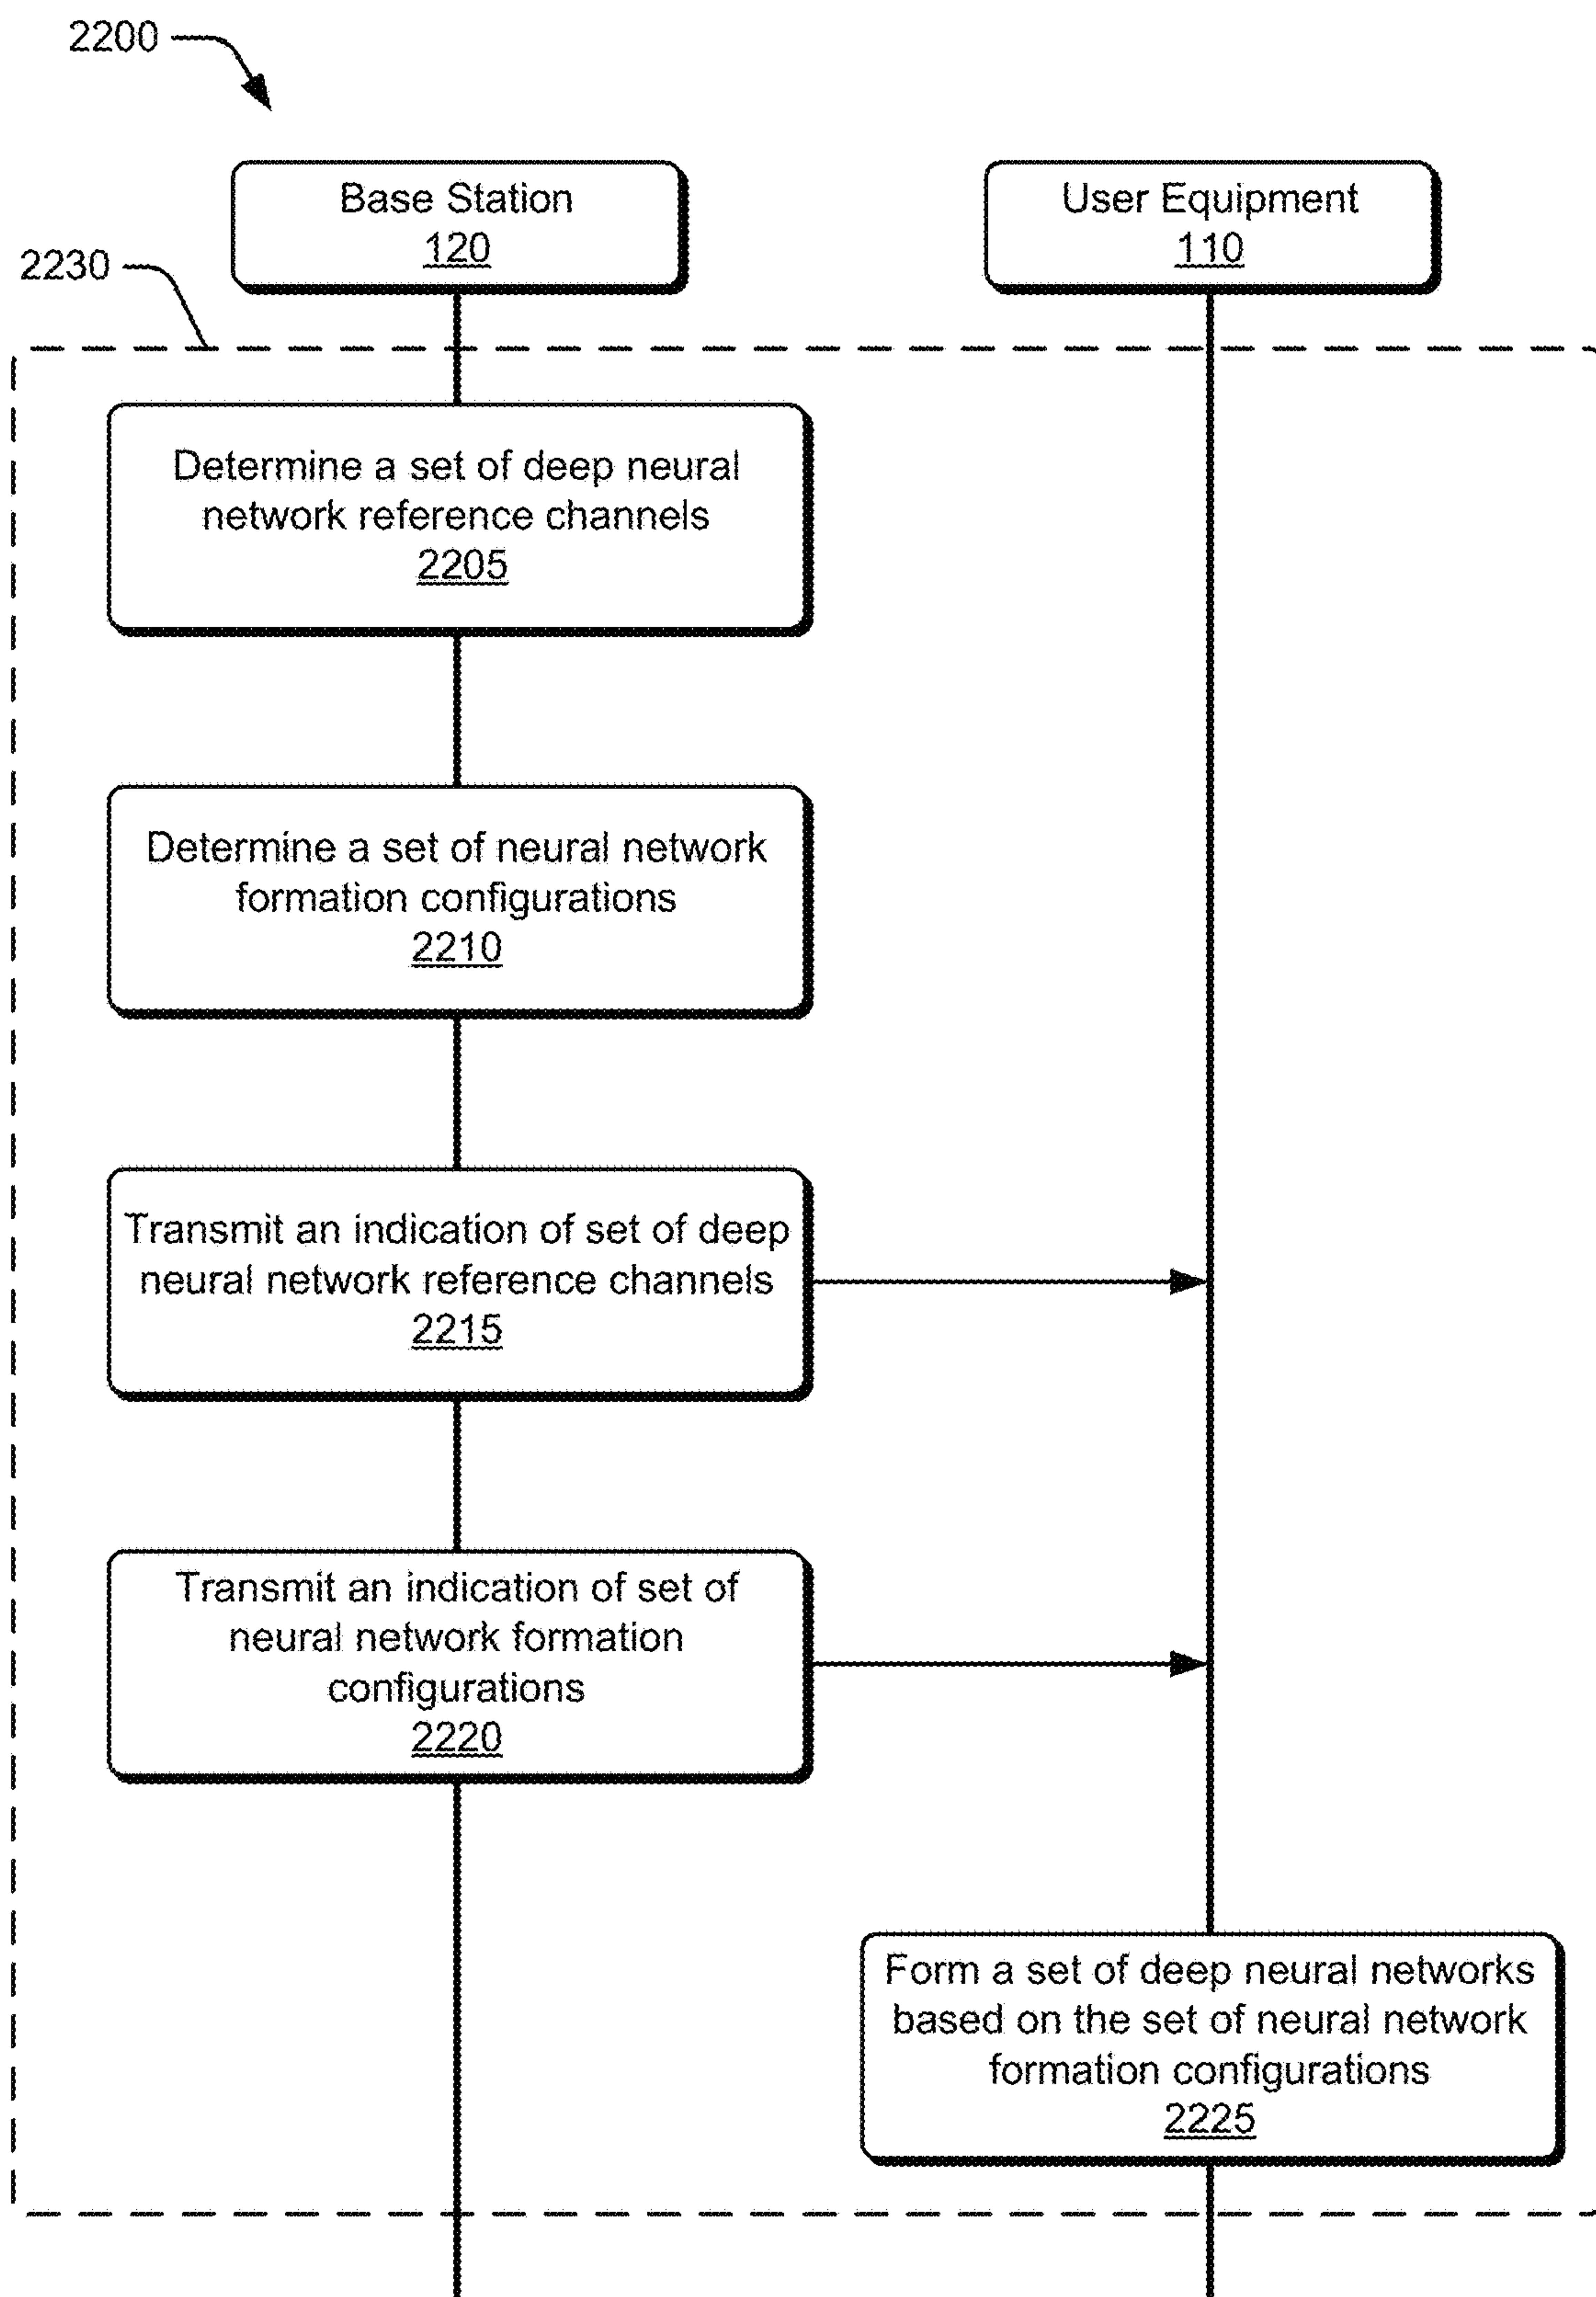 2200
Base Station
120
User Equipment
110
2230
Determine a set of deep neural
network reference channels
2205
Determine a set of neural network
formation configurations
2210
Transmit an indication of set of deep
neural network reference channels
2215
Transmit an indication of set of
neural network formation
configurations
2220
Form a set of deep neural networks
based on the set of neural network
formation configurations
2225